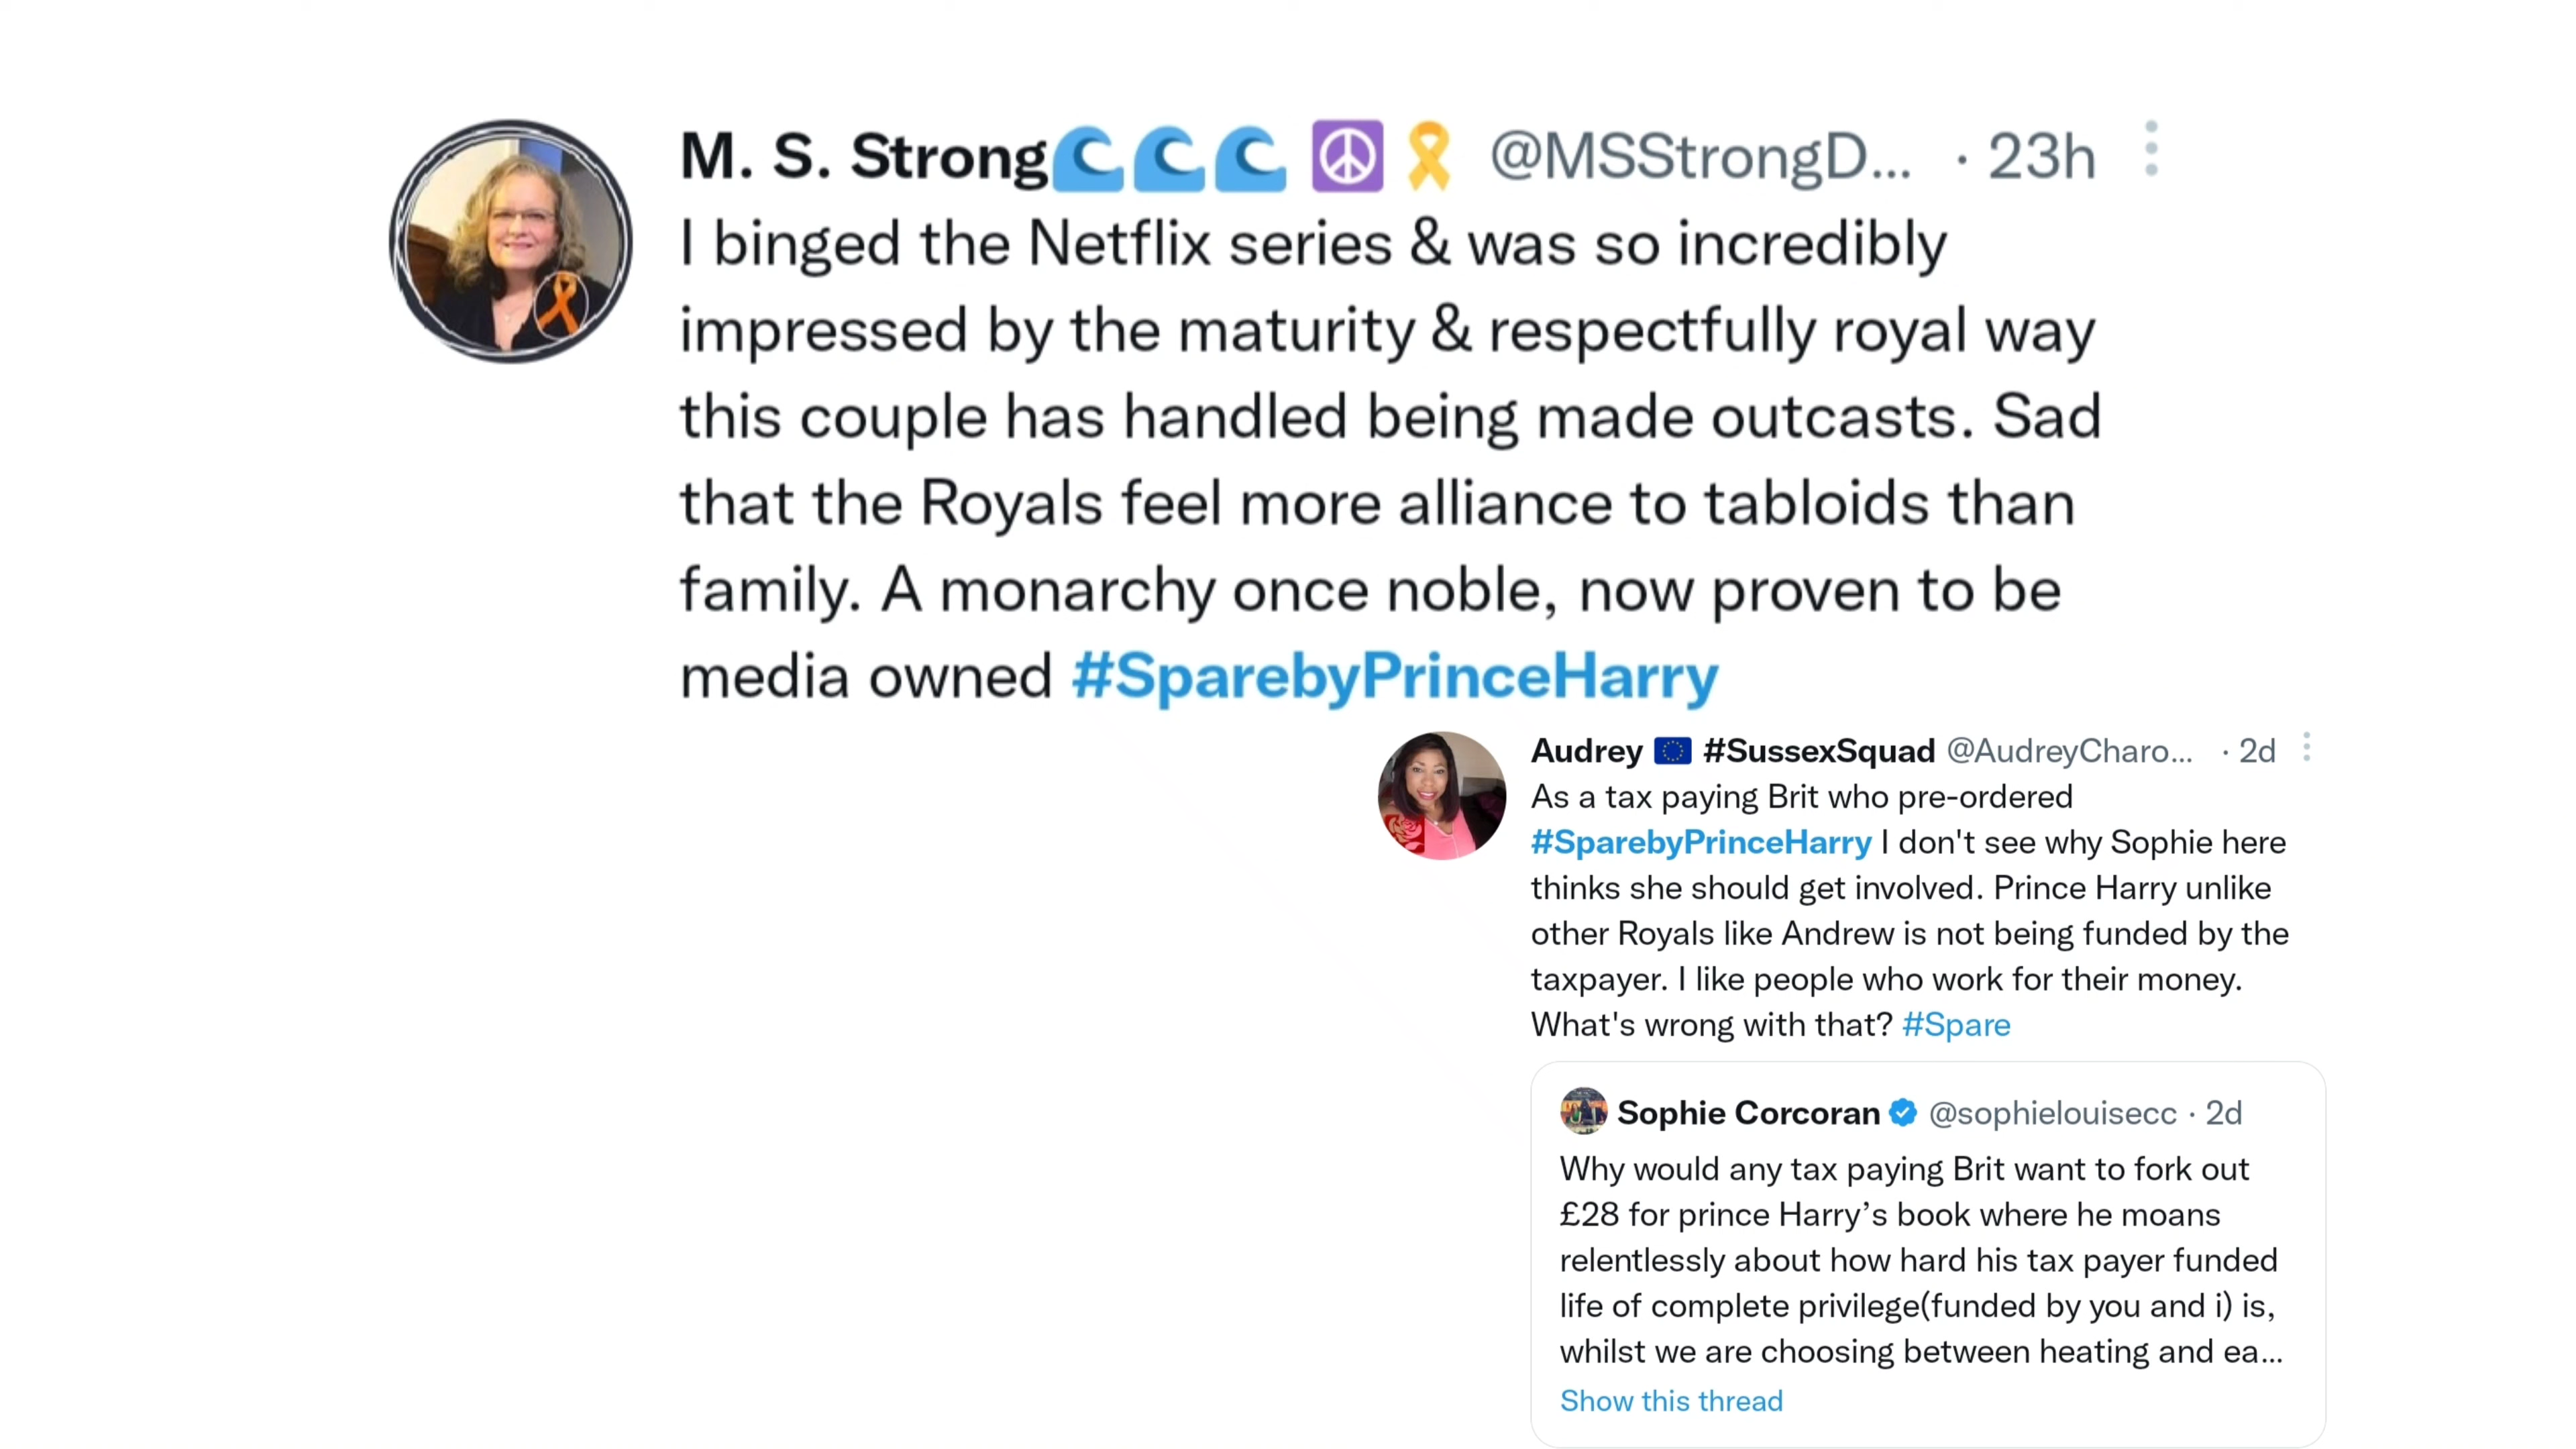 M. S. Strong🌊🌊🌊 ☮️🎗️ @MSStrongD... · 23h
I binged the Netflix series & was so incredibly
impressed by the maturity & respectfully royal way
this couple has handled being made outcasts. Sad
that the Royals feel more alliance to tabloids than
family. A monarchy once noble, now proven to be
media owned #SparebyPrinceHarry
Audrey 🇪🇺 #SussexSquad @AudreyCharo... · 2d
As a tax paying Brit who pre-ordered
#SparebyPrinceHarry I don't see why Sophie here
thinks she should get involved. Prince Harry unlike
other Royals like Andrew is not being funded by the
taxpayer. I like people who work for their money.
What's wrong with that? #Spare
Sophie Corcoran @sophielouisecc · 2d
Why would any tax paying Brit want to fork out
£28 for prince Harry’s book where he moans
relentlessly about how hard his tax payer funded
life of complete privilege(funded by you and i) is,
whilst we are choosing between heating and ea...
Show this thread